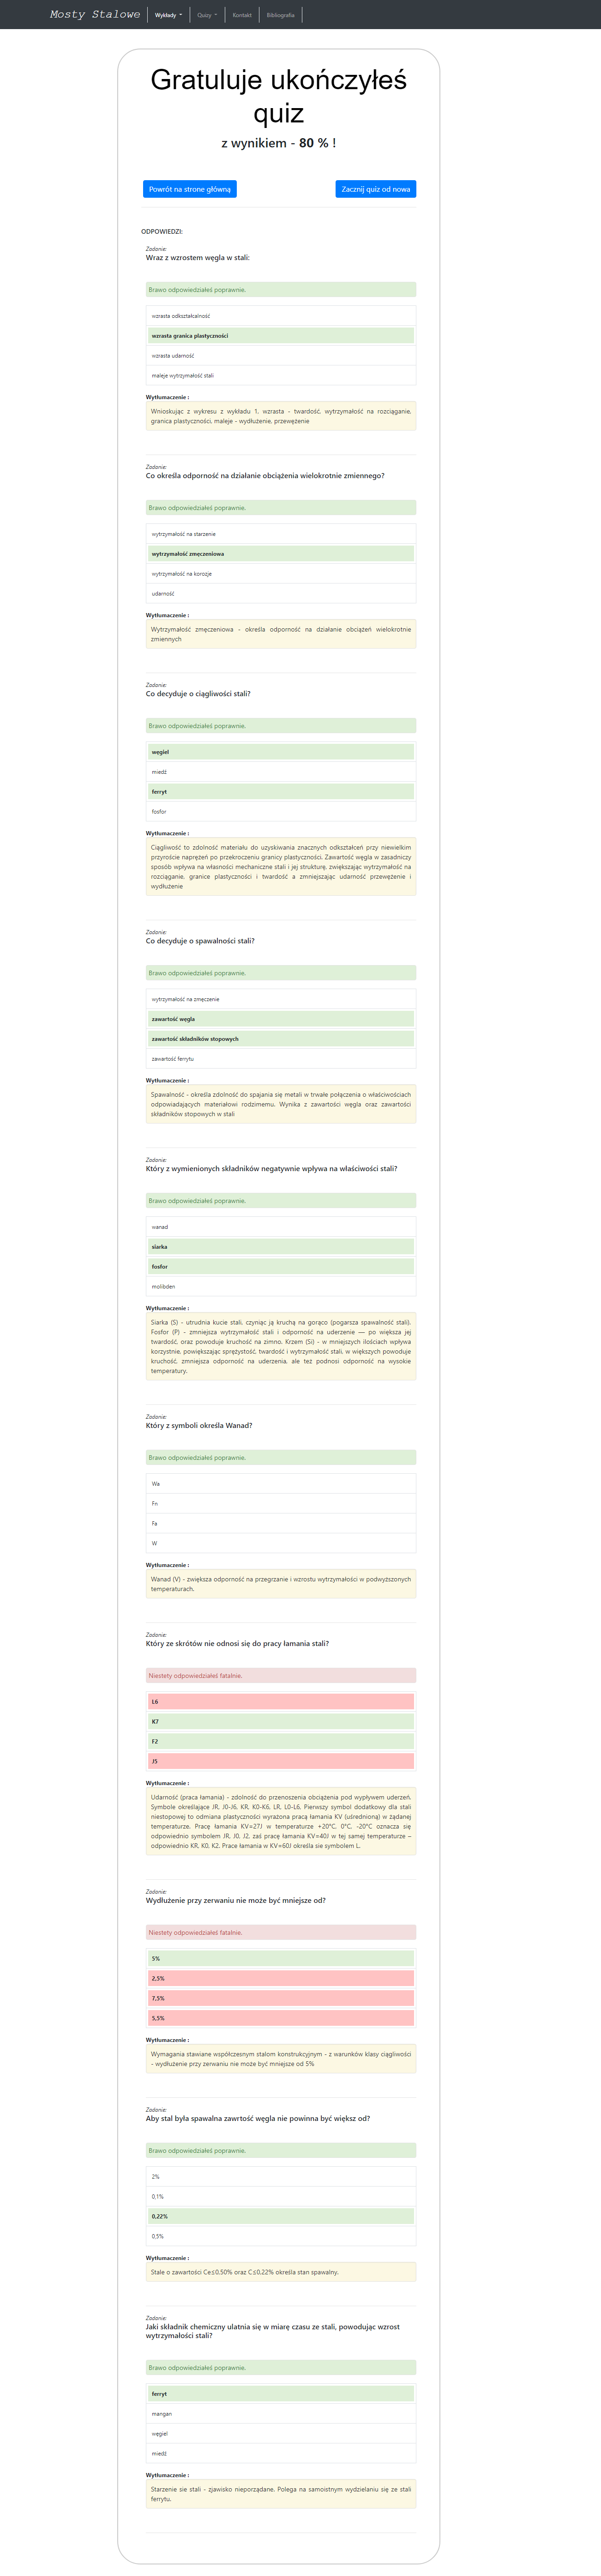 Mosty Stalowe
Wykłady
Quizy
Kontakt
Bibliografia
Gratuluje ukończyłeś
quiz
z wynikiem - 80 % !
Powrót na strone główną
Zacznij quiz od nowa
ODPOWIEDZI:
Zadanie:
Wraz z wzrostem węgla w stali:
Brawo odpowiedziałeś poprawnie.
wzrasta odkształcalność
wzrasta granica plastyczności
wzrasta udarność
maleje wytrzymałość stali
Wytłumaczenie :
Wnioskując z wykresu z wykładu 1, wzrasta - twardość, wytrzymałość na rozciąganie,
granica plastyczności, maleje - wydłużenie, przewężenie
Zadanie:
Co określa odporność na działanie obciążenia wielokrotnie zmiennego?
Brawo odpowiedziałeś poprawnie.
wytrzymałość na starzenie
wytrzymałość zmęczeniowa
wytrzymałość na korozje
udarność
Wytłumaczenie :
Wytrzymałość zmęczeniowa - określa odporność na działanie obciążeń wielokrotnie
zmiennych
Zadanie:
Co decyduje o ciągliwości stali?
Brawo odpowiedziałeś poprawnie.
węgiel
miedź
ferryt
fosfor
Wytłumaczenie :
Ciągliwość to zdolność materiału do uzyskiwania znacznych odkształceń przy niewielkim
przyroście naprężeń po przekroczeniu granicy plastyczności. Zawartość węgla w zasadniczy
sposób wpływa na własności mechaniczne stali i jej strukturę, zwiększając wytrzymałość na
rozciąganie, granice plastyczności i twardość a zmniejszając udarność przewężenie i
wydłużenie
Zadanie:
Co decyduje o spawalności stali?
Brawo odpowiedziałeś poprawnie.
wytrzymałość na zmęczenie
zawartość węgla
zawartość składników stopowych
zawartość ferrytu
Wytłumaczenie :
Spawalność - określa zdolność do spajania się metali w trwałe połączenia o właściwościach
odpowiadających materiałowi rodzimemu. Wynika z zawartości węgla oraz zawartości
składników stopowych w stali
Zadanie:
Który z wymienionych składników negatywnie wpływa na właściwości stali?
Brawo odpowiedziałeś poprawnie.
wanad
siarka
fosfor
molibden
Wytłumaczenie :
Siarka (S) - utrudnia kucie stali, czyniąc ją kruchą na gorąco (pogarsza spawalność stali),
Fosfor (P) - zmniejsza wytrzymałość stali i odporność na uderzenie — po większa jej
twardość, oraz powoduje kruchość na zimno, Krzem (Si) - w mniejszych ilościach wpływa
korzystnie, powiększając sprężystość, twardość i wytrzymałość stali, w większych powoduje
kruchość, zmniejsza odporność na uderzenia, ale też podnosi odporność na wysokie
temperatury.
Zadanie:
Który z symboli określa Wanad?
Brawo odpowiedziałeś poprawnie.
Wa
Fn
Fa
W
Wytłumaczenie :
Wanad (V) - zwiększa odporność na przegrzanie i wzrostu wytrzymałości w podwyższonych
temperaturach.
Zadanie:
Który ze skrótów nie odnosi się do pracy łamania stali?
Niestety odpowiedziałeś fatalnie.
L6
K7
F2
J5
Wytłumaczenie :
Udarność (praca łamania) - zdolność do przenoszenia obciążenia pod wpływem uderzeń.
Symbole określające JR, J0-J6, KR, K0-K6, LR, L0-L6, Pierwszy symbol dodatkowy dla stali
niestopowej to odmiana plastyczności wyrażona pracą łamania KV (uśrednioną) w żądanej
temperaturze. Pracę łamania KV=27J w temperaturze +20°C, 0°C, -20°C oznacza się
odpowiednio symbolem JR, J0, J2, zaś pracę łamania KV=40J w tej samej temperaturze –
odpowiednio KR, K0, K2. Prace łamania w KV=60J określa sie symbolem L.
Zadanie:
Wydłużenie przy zerwaniu nie może być mniejsze od?
Niestety odpowiedziałeś fatalnie.
5%
2,5%
7,5%
5,5%
Wytłumaczenie :
Wymagania stawiane współczesnym stalom konstrukcyjnym - z warunków klasy ciągliwości
- wydłużenie przy zerwaniu nie może być mniejsze od 5%
Zadanie:
Aby stal była spawalna zawrtość węgla nie powinna być większ od?
Brawo odpowiedziałeś poprawnie.
2%
0,1%
0,22%
0,5%
Wytłumaczenie :
Stale o zawartości Ce≤0,50% oraz C≤0,22% określa stan spawalny.
Zadanie:
Jaki składnik chemiczny ulatnia się w miarę czasu ze stali, powodując wzrost
wytrzymałości stali?
Brawo odpowiedziałeś poprawnie.
ferryt
mangan
węgiel
miedź
Wytłumaczenie :
Starzenie sie stali - zjawisko nieporządane. Polega na samoistnym wydzielaniu się ze stali
ferrytu.